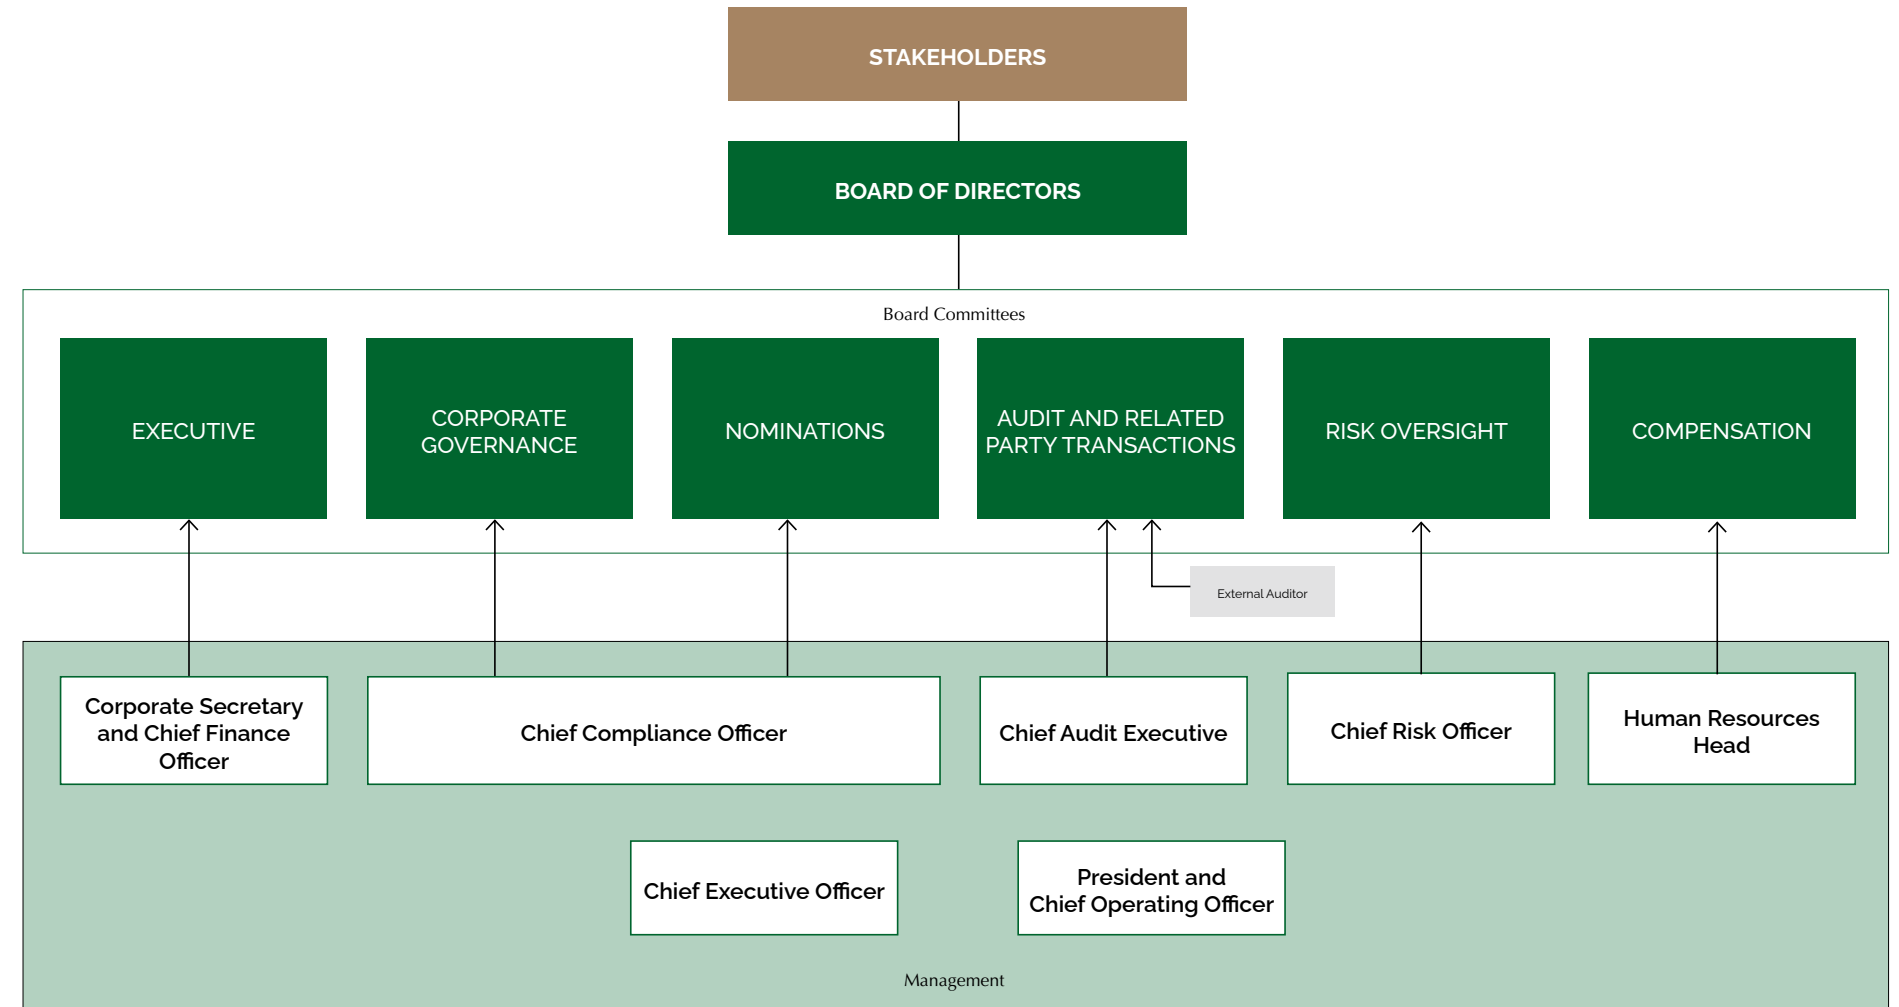 STAKEHOLDERS
BOARD OF DIRECTORS
Board Committees
EXECUTIVE
CORPORATE
GOVERNANCE
NOMINATIONS
AUDIT AND RELATED
PARTY TRANSACTIONS
RISK OVERSIGHT
COMPENSATION
External Auditor
Corporate Secretary
and Chief Finance
Officer
Chief Compliance Officer
Chief Audit Executive
Chief Risk Officer
Human Resources
Head
Chief Executive Officer
President and
Chief Operating Officer
Management